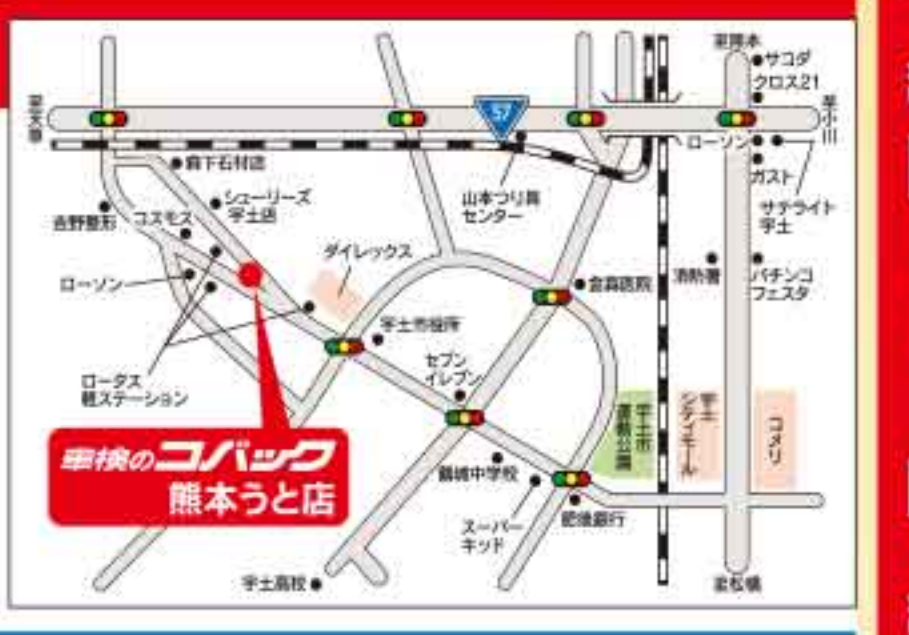 至熊本
サコダ
クロス21
至天草
57
至小川
ローソン
ガスト
サテライト
宇土
森下石材店
シューリーズ
宇土店
山本つり具
センター
吉野整形
コスモス
ダイレックス
ローソン
金森医院
消防署
パチンコ
フェスタ
宇土市役所
セブン
イレブン
ロータス
軽ステーション
車検のコバック
熊本うと店
宇土市
運動公園
宇土
シティモール
コメリ
鶴城中学校
スーパー
キッド
肥後銀行
宇土高校
至松橋